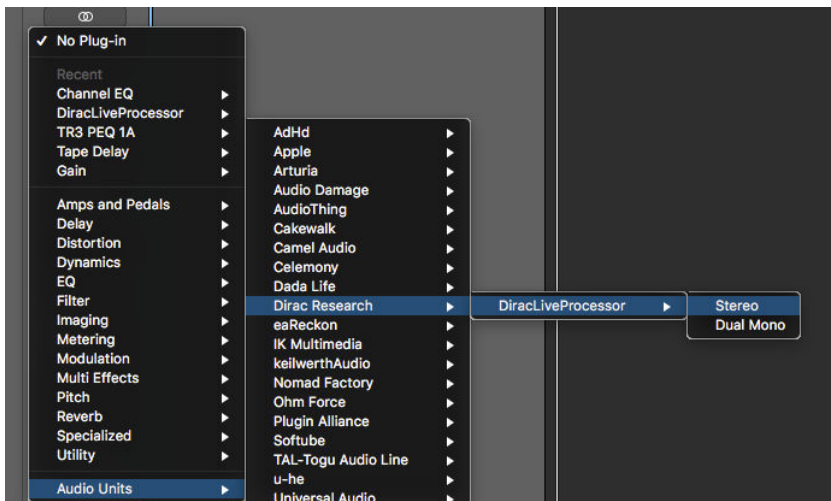 ✓ No Plug-in
Recent
Channel EQ
DiracLiveProcessor
TR3 PEQ 1A
Tape Delay
Gain
Amps and Pedals
Delay
Distortion
Dynamics
EQ
Filter
Imaging
Metering
Modulation
Multi Effects
Pitch
Reverb
Specialized
Utility
Audio Units
AdHd
Apple
Arturia
Audio Damage
AudioThing
Cakewalk
Camel Audio
Celemony
Dada Life
Dirac Research
eaReckon
IK Multimedia
keilwerthAudio
Nomad Factory
Ohm Force
Plugin Alliance
Softube
TAL-Togu Audio Line
u-he
Universal Audio
DiracLiveProcessor
Stereo
Dual Mono